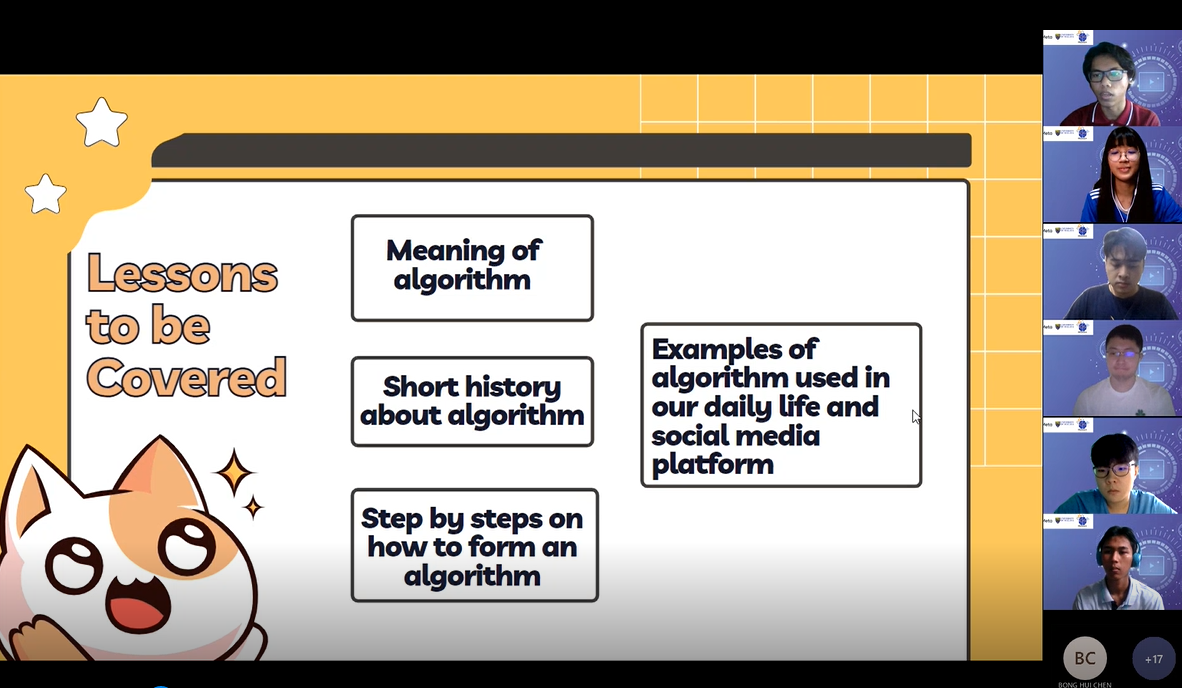 Lessons
to be
Covered
Meaning of
algorithm
Short history
about algorithm
Step by steps on
how to form an
algorithm
Examples of
algorithm used in
our daily life and
social media
platform
BC
+17
BONG HUI CHEN